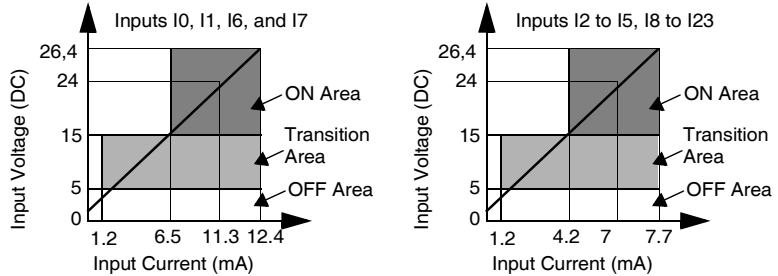 Inputs I0, I1, I6, and I7
Input Voltage (DC)
26,4
24
15
5
0
ON Area
Transition
Area
OFF Area
1.2 6.5 11.3 12.4
Input Current (mA)
Inputs I2 to I5, I8 to I23
Input Voltage (DC)
26,4
24
15
5
0
ON Area
Transition
Area
OFF Area
1.2 4.2 7 7.7
Input Current (mA)